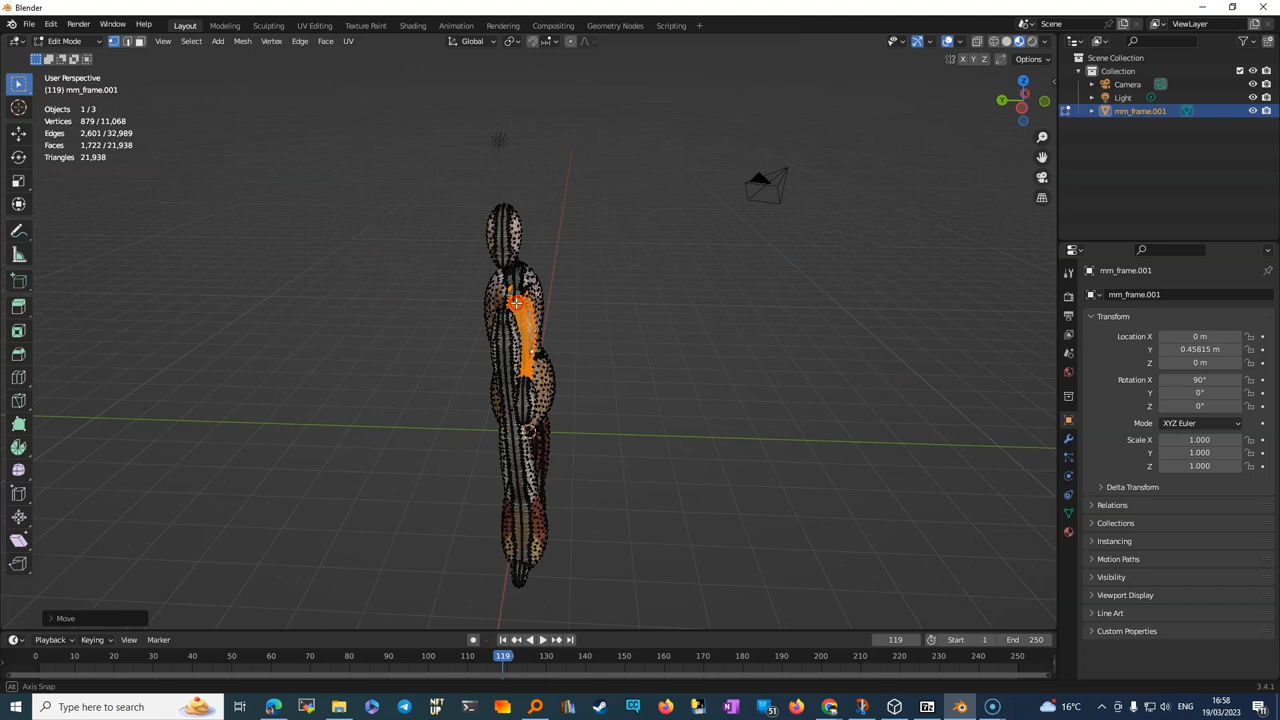 Blender
File Edit Render Window Help Layout Modeling Sculpting UV Editing Texture Paint Shading Animation Rendering Compositing Geometry Nodes Scripting + Scene ViewLayer
Edit Mode View Select Add Mesh Vertex Edge Face UV Global
X Y Z Options
User Perspective
(119) mm_frame.001
Objects 1 / 3
Vertices 879 / 11,068
Edges 2,601 / 32,989
Faces 1,722 / 21,938
Triangles 21,938
Z
Y
Move
Scene Collection
Collection
Camera
Light
mm_frame.001
mm_frame.001
mm_frame.001
Transform
Location X 0 m
Y 0.45815 m
Z 0 m
Rotation X 90°
Y 0°
Z 0°
Mode XYZ Euler
Scale X 1.000
Y 1.000
Z 1.000
Delta Transform
Relations
Collections
Instancing
Motion Paths
Visibility
Viewport Display
Line Art
Custom Properties
Playback Keying View Marker 119 Start 1 End 250
0 10 20 30 40 50 60 70 80 90 100 110 119 130 140 150 160 170 180 190 200 210 220 230 240 250
Alt Axis Snap 3.4.1
Type here to search NFT UP CC N 51 Zz 16°C 16:58
19/03/2023